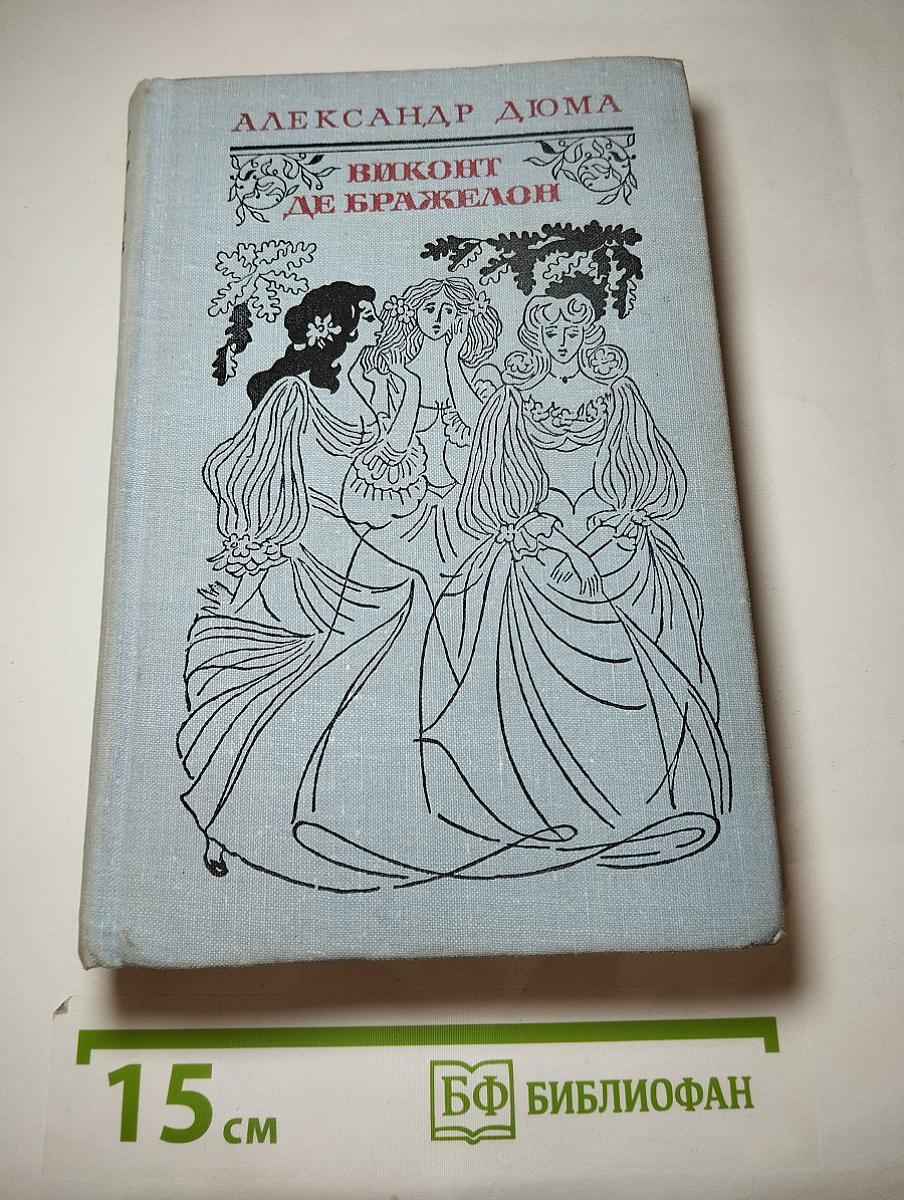 АЛЕКСАНДР ДЮМА
ВИКОНТ
ДЕ БРАЖЕЛОН
15 см
БФ БИБЛИОФАН